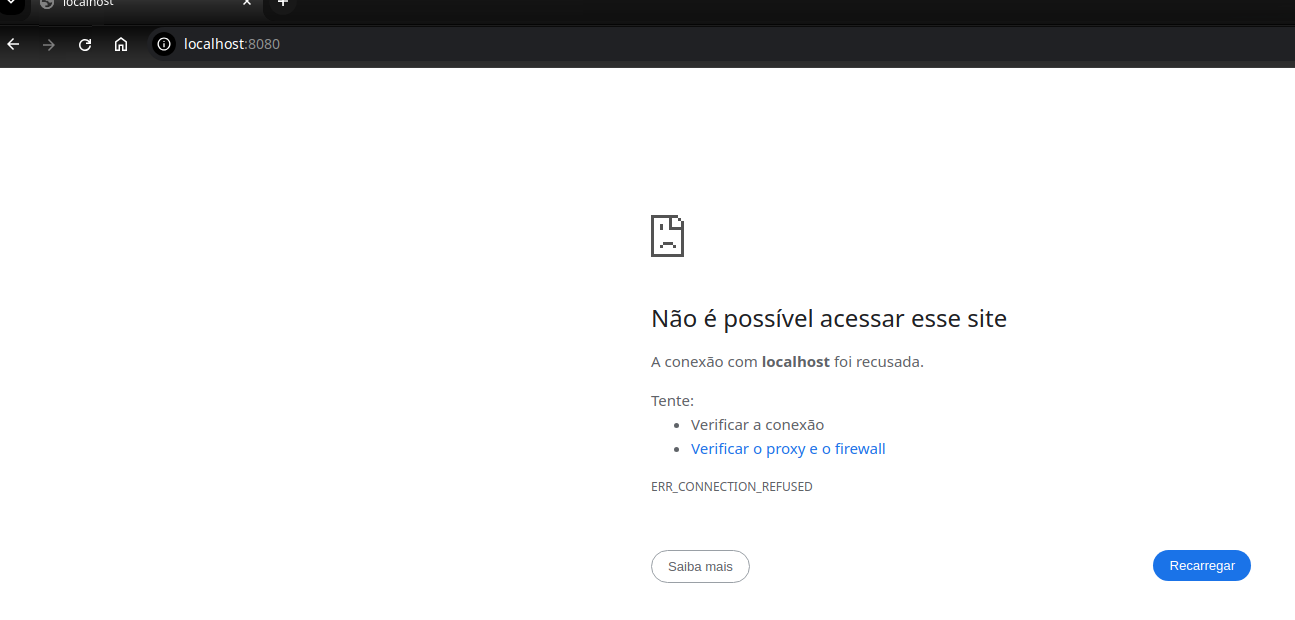 localhost
localhost:8080
Não é possível acessar esse site
A conexão com localhost foi recusada.
Tente:
Verificar a conexão
Verificar o proxy e o firewall
ERR_CONNECTION_REFUSED
Saiba mais
Recarregar